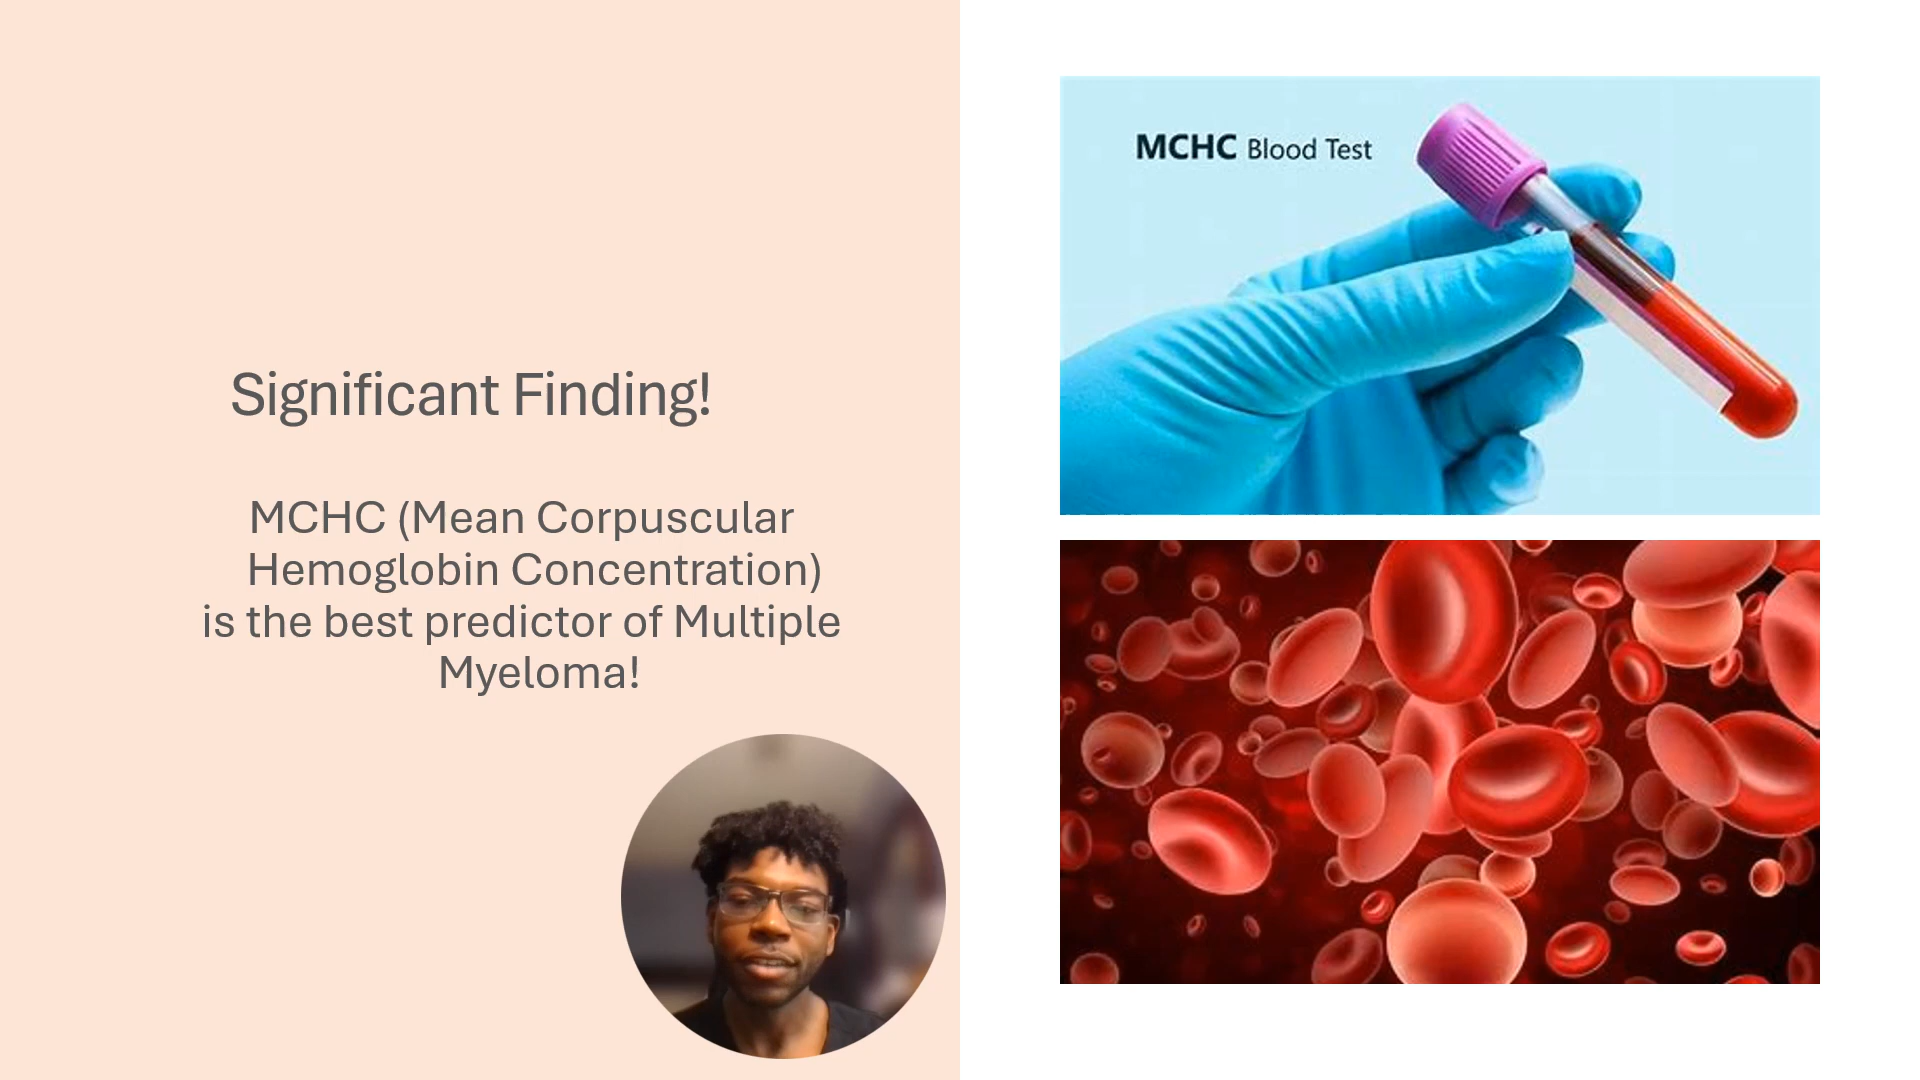 Significant Finding!
MCHC (Mean Corpuscular
Hemoglobin Concentration)
is the best predictor of Multiple
Myeloma!
MCHC Blood Test